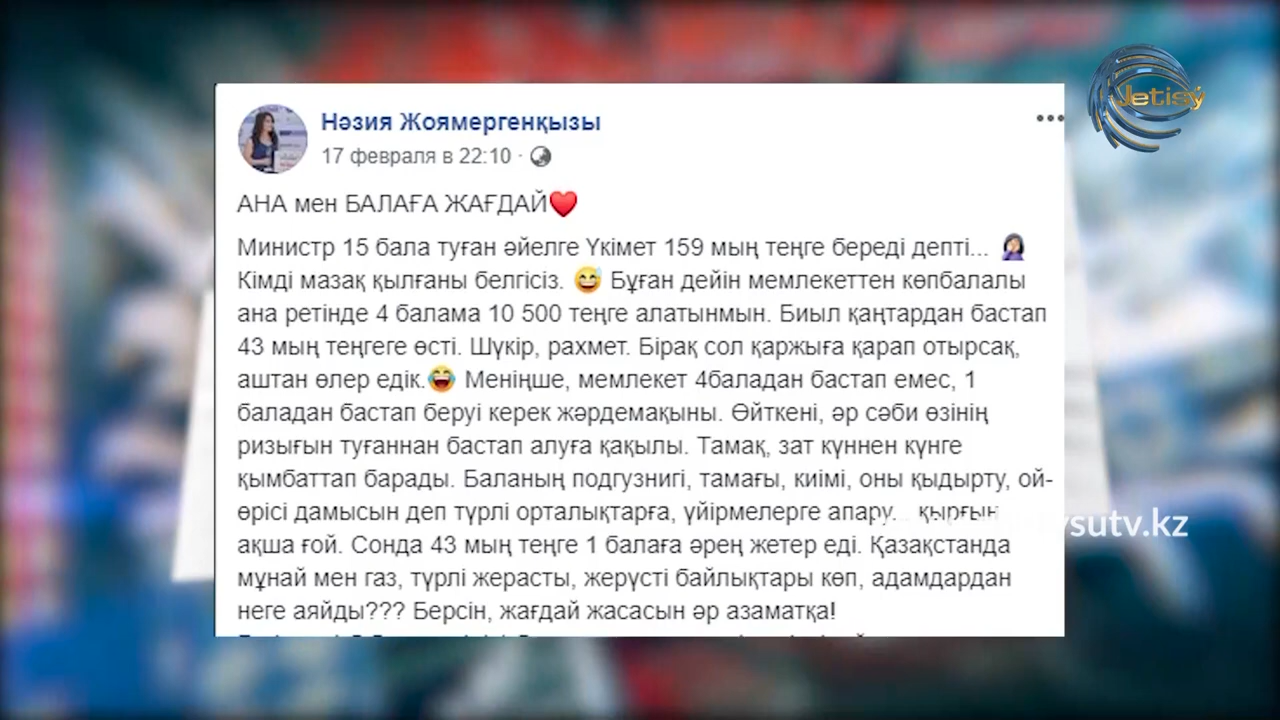 Jetisý
Нәзия Жоямергенқызы
17 февраля в 22:10 ·
АНА мен БАЛАҒА ЖАҒДАЙ❤️
Министр 15 бала туған әйелге Үкімет 159 мың теңге береді депті... 🤦🏻‍♀️
Кімді мазақ қылғаны белгісіз. 😅 Бұған дейін мемлекеттен көпбалалы
ана ретінде 4 балама 10 500 теңге алатынмын. Биыл қаңтардан бастап
43 мың теңгеге өсті. Шүкір, рахмет. Бірақ сол қаржыға қарап отырсақ,
аштан өлер едік.😂 Меніңше, мемлекет 4баладан бастап емес, 1
баладан бастап беруі керек жәрдемақыны. Өйткені, әр сәби өзінің
ризығын туғаннан бастап алуға қақылы. Тамақ, зат күннен күнге
қымбаттап барады. Баланың подгузнигі, тамағы, киімі, оны қыдырту, ой-
өрісі дамысын деп түрлі орталықтарға, үйірмелерге апару... қырғын
ақша ғой. Сонда 43 мың теңге 1 балаға әрең жетер еді. Қазақстанда
мұнай мен газ, түрлі жерасты, жерүсті байлықтары көп, адамдардан
неге аяйды??? Берсін, жағдай жасасын әр азаматқа!